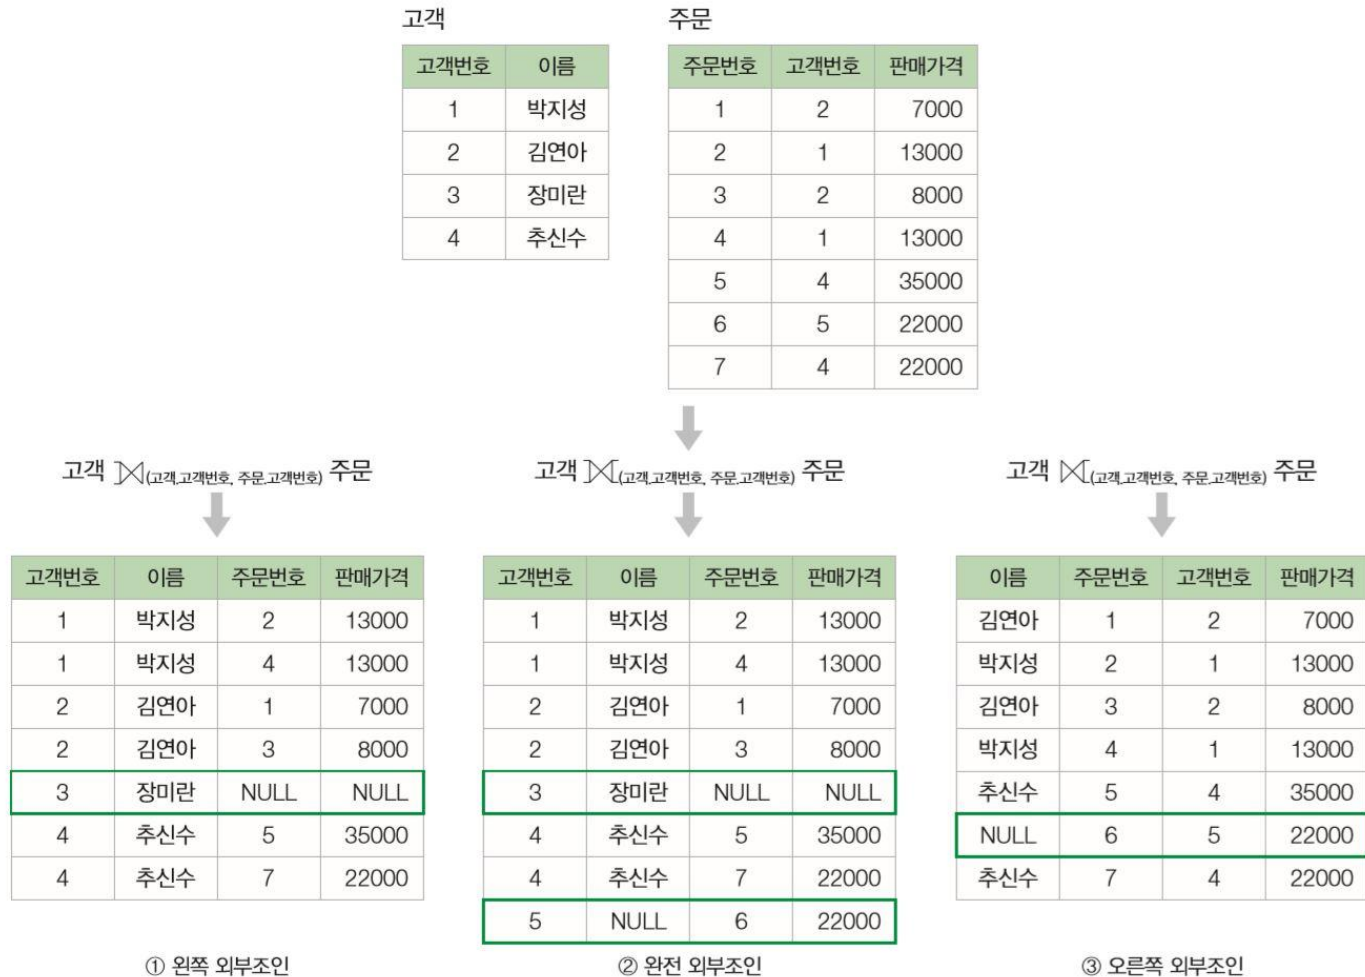 고객
고객번호 이름
1 박지성
2 김연아
3 장미란
4 추신수
주문
주문번호 고객번호 판매가격
1 2 7000
2 1 13000
3 2 8000
4 1 13000
5 4 35000
6 5 22000
7 4 22000
고객 ⟕(고객.고객번호, 주문.고객번호) 주문
고객번호 이름 주문번호 판매가격
1 박지성 2 13000
1 박지성 4 13000
2 김연아 1 7000
2 김연아 3 8000
3 장미란 NULL NULL
4 추신수 5 35000
4 추신수 7 22000
① 왼쪽 외부조인
고객 ⟗(고객.고객번호, 주문.고객번호) 주문
고객번호 이름 주문번호 판매가격
1 박지성 2 13000
1 박지성 4 13000
2 김연아 1 7000
2 김연아 3 8000
3 장미란 NULL NULL
4 추신수 5 35000
4 추신수 7 22000
5 NULL 6 22000
② 완전 외부조인
고객 ⟖(고객.고객번호, 주문.고객번호) 주문
이름 주문번호 고객번호 판매가격
김연아 1 2 7000
박지성 2 1 13000
김연아 3 2 8000
박지성 4 1 13000
추신수 5 4 35000
NULL 6 5 22000
추신수 7 4 22000
③ 오른쪽 외부조인